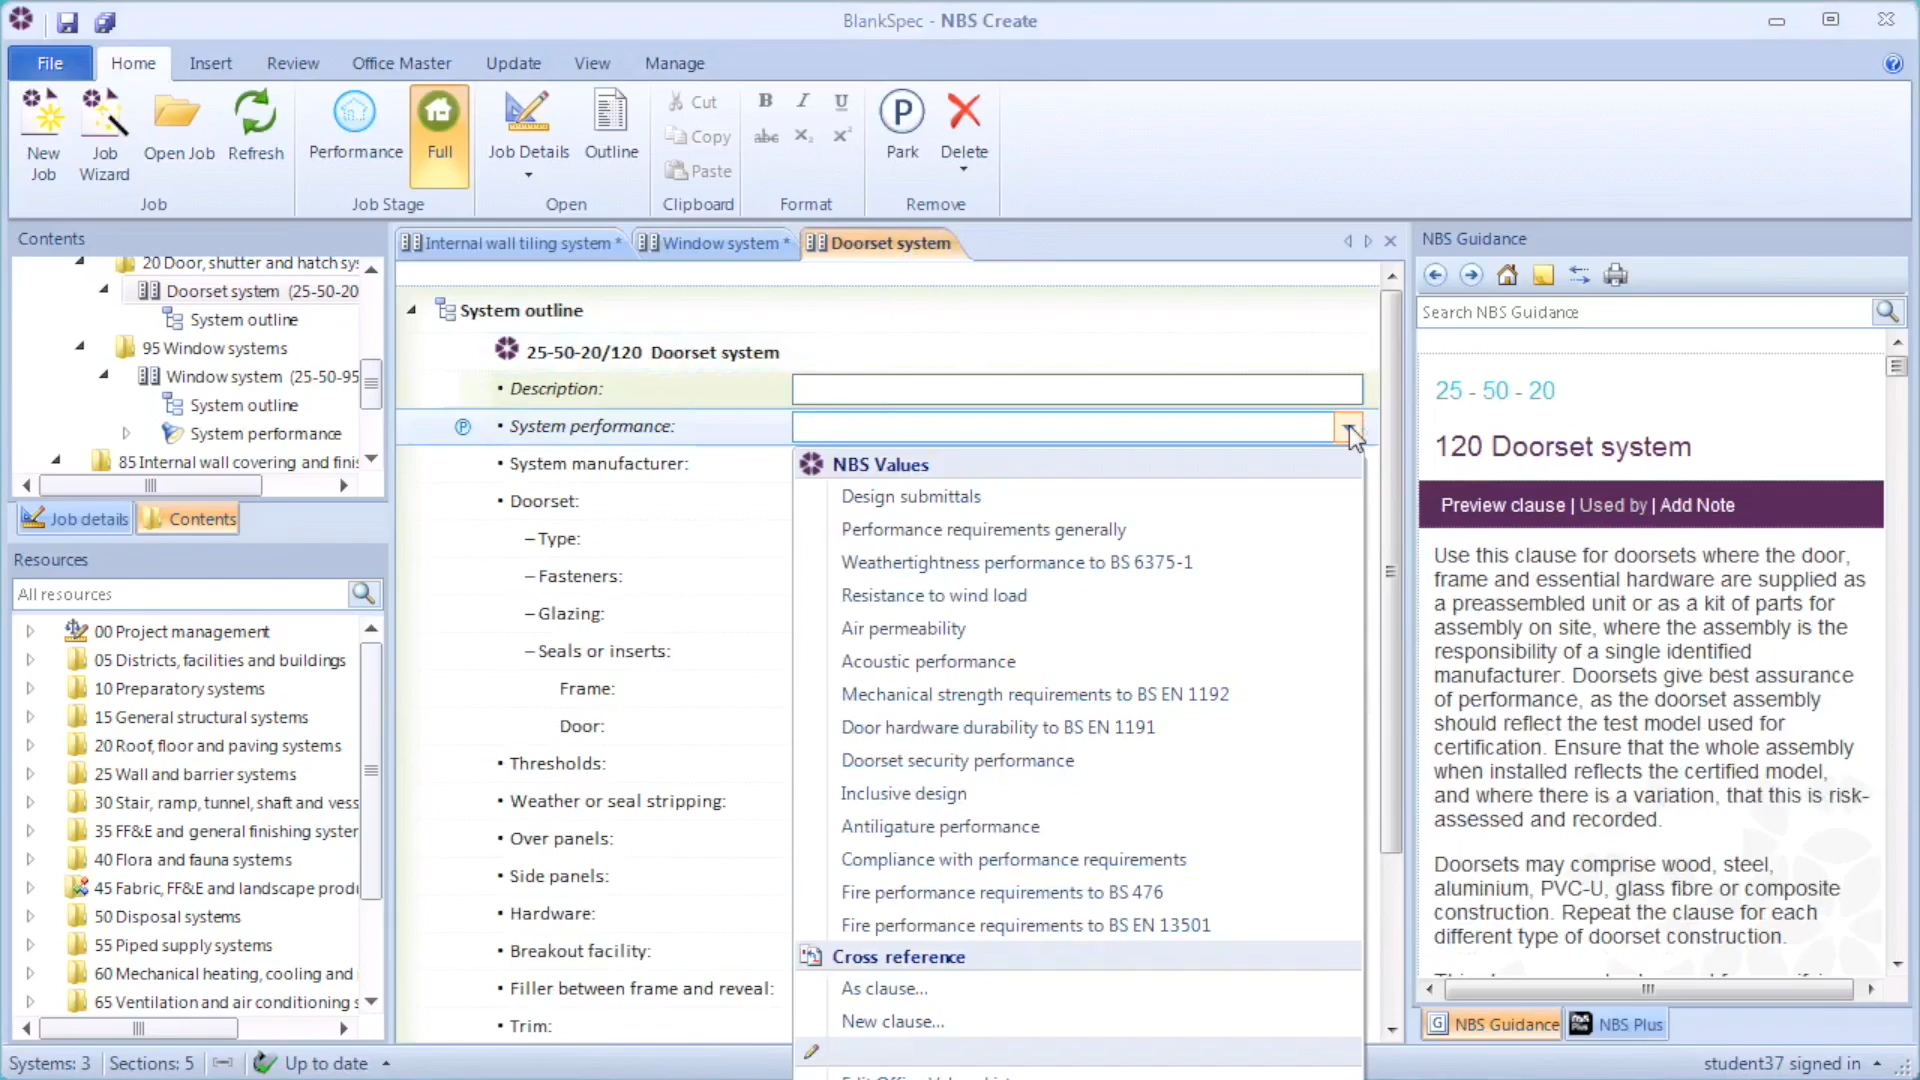 BlankSpec - NBS Create
File
Home
Insert
Review
Office Master
Update
View
Manage
New Job
Job Wizard
Open Job
Refresh
Performance
Full
Job Details
Outline
Cut
Copy
Paste
B I U
abc X₂ X²
P
Park
Delete
Job
Job Stage
Open
Clipboard
Format
Remove
Contents
20 Door, shutter and hatch sys
Doorset system (25-50-20
System outline
95 Window systems
Window system (25-50-95
System outline
System performance
85 Internal wall covering and finis
Job details
Contents
Resources
All resources
00 Project management
05 Districts, facilities and buildings
10 Preparatory systems
15 General structural systems
20 Roof, floor and paving systems
25 Wall and barrier systems
30 Stair, ramp, tunnel, shaft and vess
35 FF&E and general finishing syster
40 Flora and fauna systems
45 Fabric, FF&E and landscape prod
50 Disposal systems
55 Piped supply systems
60 Mechanical heating, cooling and
65 Ventilation and air conditioning s
Internal wall tiling system *
Window system *
Doorset system
System outline
25-50-20/120 Doorset system
• Description:
P
• System performance:
• System manufacturer:
• Doorset:
– Type:
– Fasteners:
– Glazing:
– Seals or inserts:
Frame:
Door:
• Thresholds:
• Weather or seal stripping:
• Over panels:
• Side panels:
• Hardware:
• Breakout facility:
• Filler between frame and reveal:
• Trim:
NBS Values
Design submittals
Performance requirements generally
Weathertightness performance to BS 6375-1
Resistance to wind load
Air permeability
Acoustic performance
Mechanical strength requirements to BS EN 1192
Door hardware durability to BS EN 1191
Doorset security performance
Inclusive design
Antiligature performance
Compliance with performance requirements
Fire performance requirements to BS 476
Fire performance requirements to BS EN 13501
Cross reference
As clause...
New clause...
NBS Guidance
Search NBS Guidance
25 - 50 - 20
120 Doorset system
Preview clause | Used by | Add Note
Use this clause for doorsets where the door,
frame and essential hardware are supplied as
a preassembled unit or as a kit of parts for
assembly on site, where the assembly is the
responsibility of a single identified
manufacturer. Doorsets give best assurance
of performance, as the doorset assembly
should reflect the test model used for
certification. Ensure that the whole assembly
when installed reflects the certified model,
and where there is a variation, that this is risk-
assessed and recorded.
Doorsets may comprise wood, steel,
aluminium, PVC-U, glass fibre or composite
construction. Repeat the clause for each
different type of doorset construction.
G NBS Guidance
NBS Plus
Systems: 3
Sections: 5
Up to date
student37 signed in